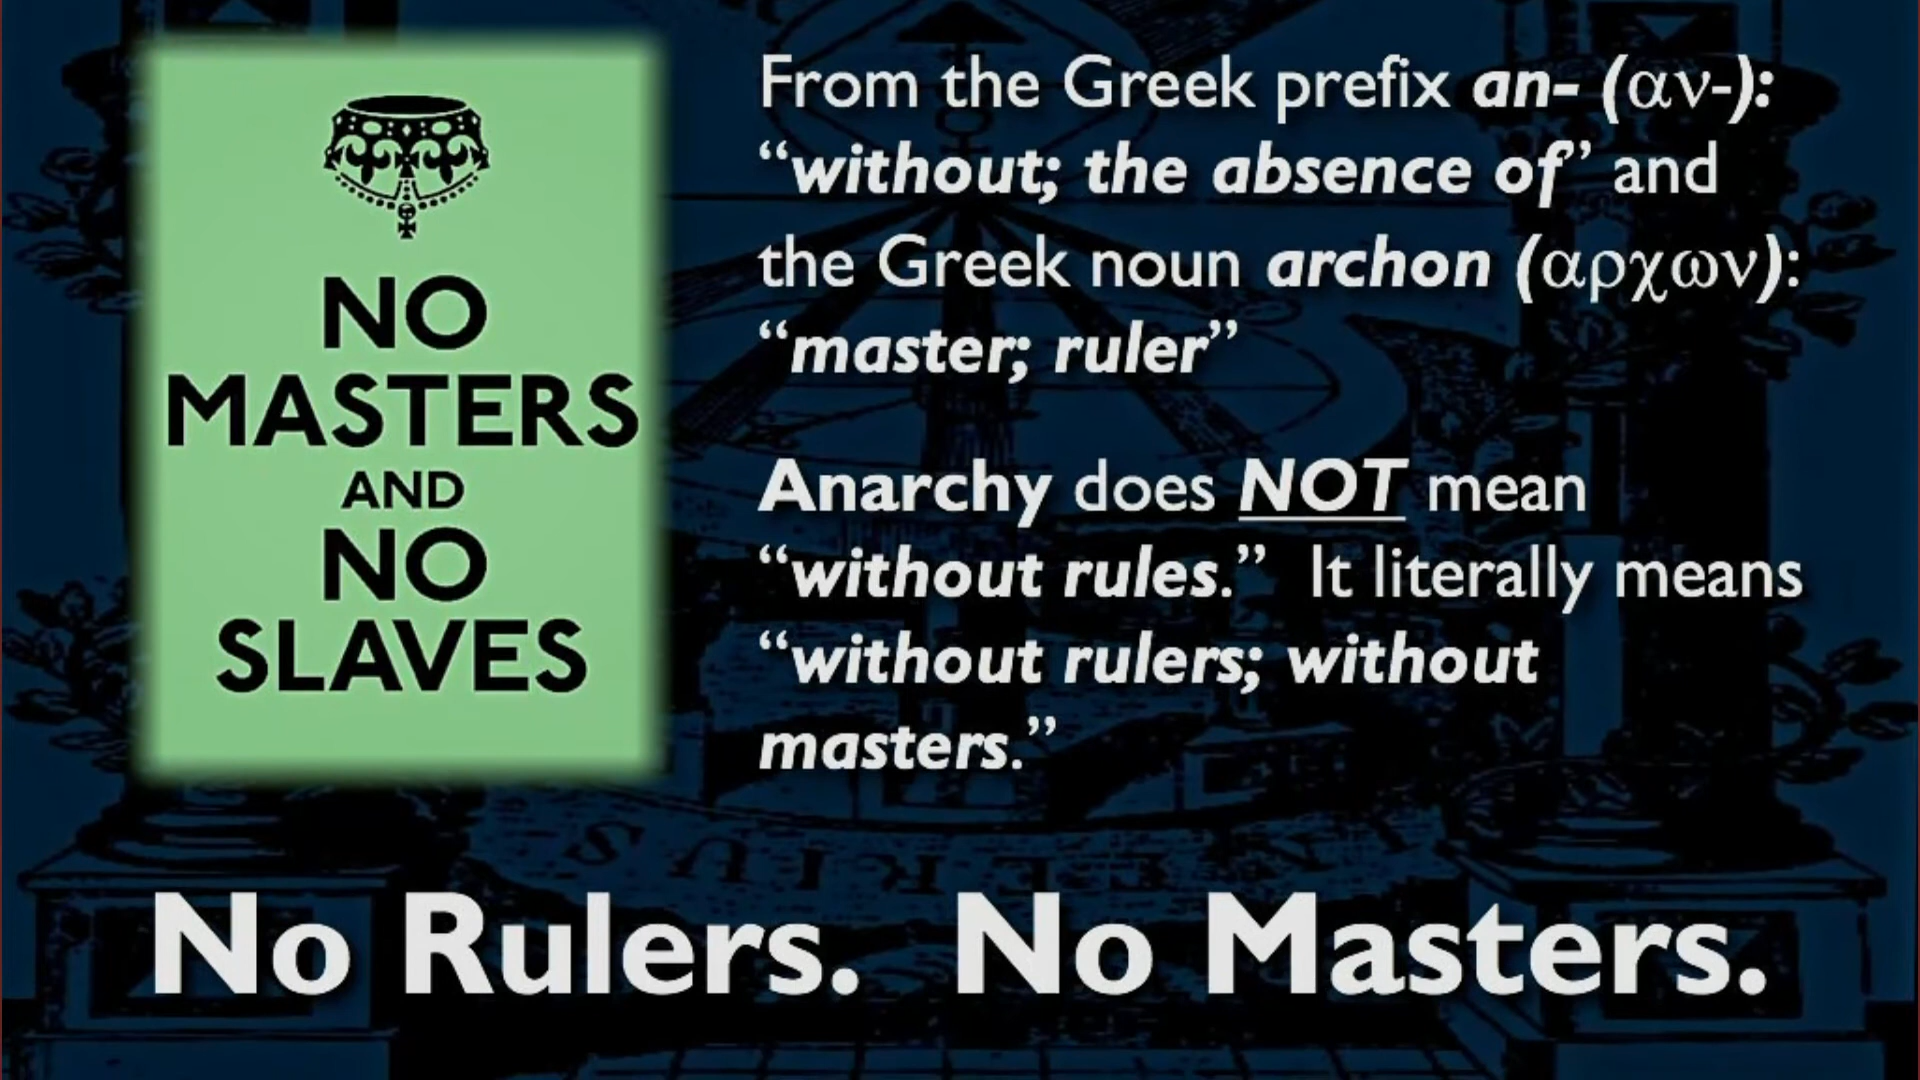 NO
MASTERS
AND
NO
SLAVES
From the Greek prefix an- (αν-):
“without; the absence of” and
the Greek noun archon (αρχων):
“master; ruler”
Anarchy does NOT mean
“without rules.” It literally means
“without rulers; without
masters.”
No Rulers. No Masters.